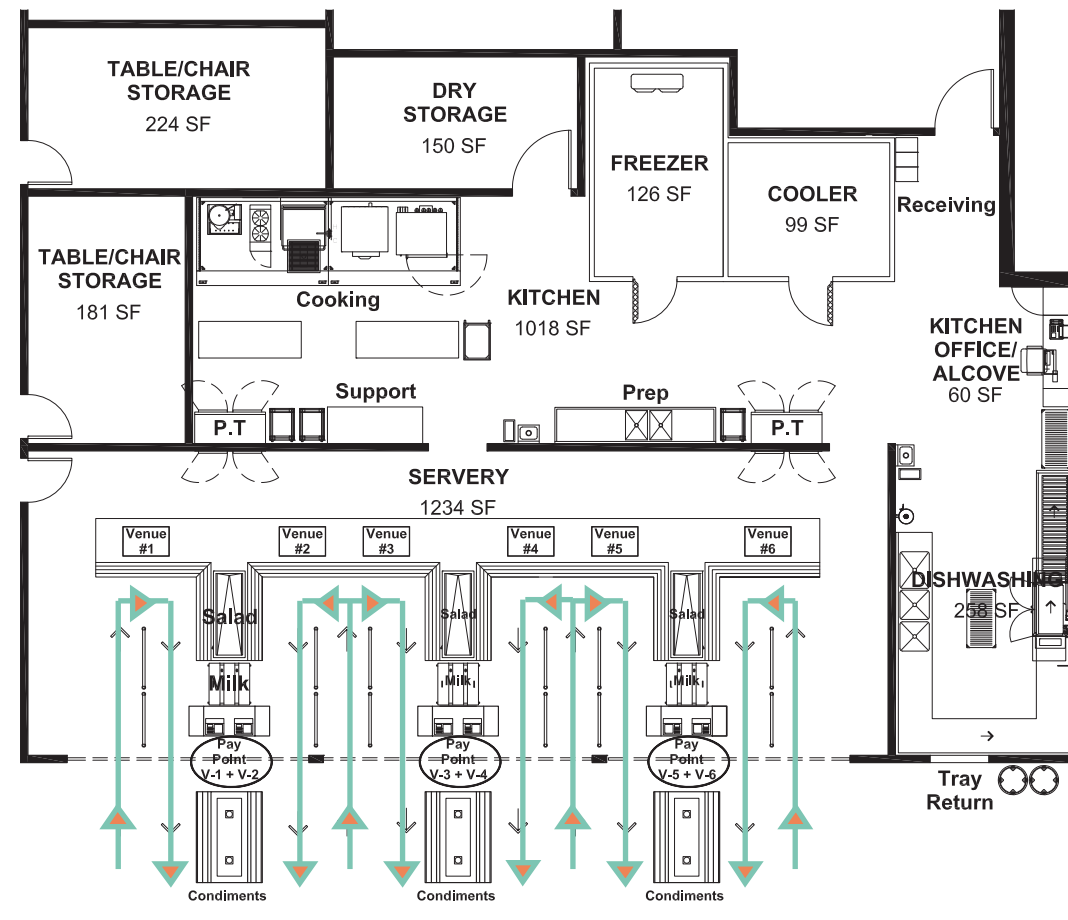 TABLE/CHAIR
STORAGE
224 SF
DRY
STORAGE
150 SF
FREEZER
126 SF
COOLER
99 SF
Receiving
TABLE/CHAIR
STORAGE
181 SF
Cooking
KITCHEN
1018 SF
KITCHEN
OFFICE/
ALCOVE
60 SF
Support
Prep
P.T
P.T
SERVERY
1234 SF
Venue
#1
Venue
#2
Venue
#3
Venue
#4
Venue
#5
Venue
#6
DISHWASHING
258 SF
Salad
Salad
Salad
Milk
Milk
Milk
Pay
Point
V-1 + V-2
Pay
Point
V-3 + V-4
Pay
Point
V-5 + V-6
Tray
Return
Condiments
Condiments
Condiments